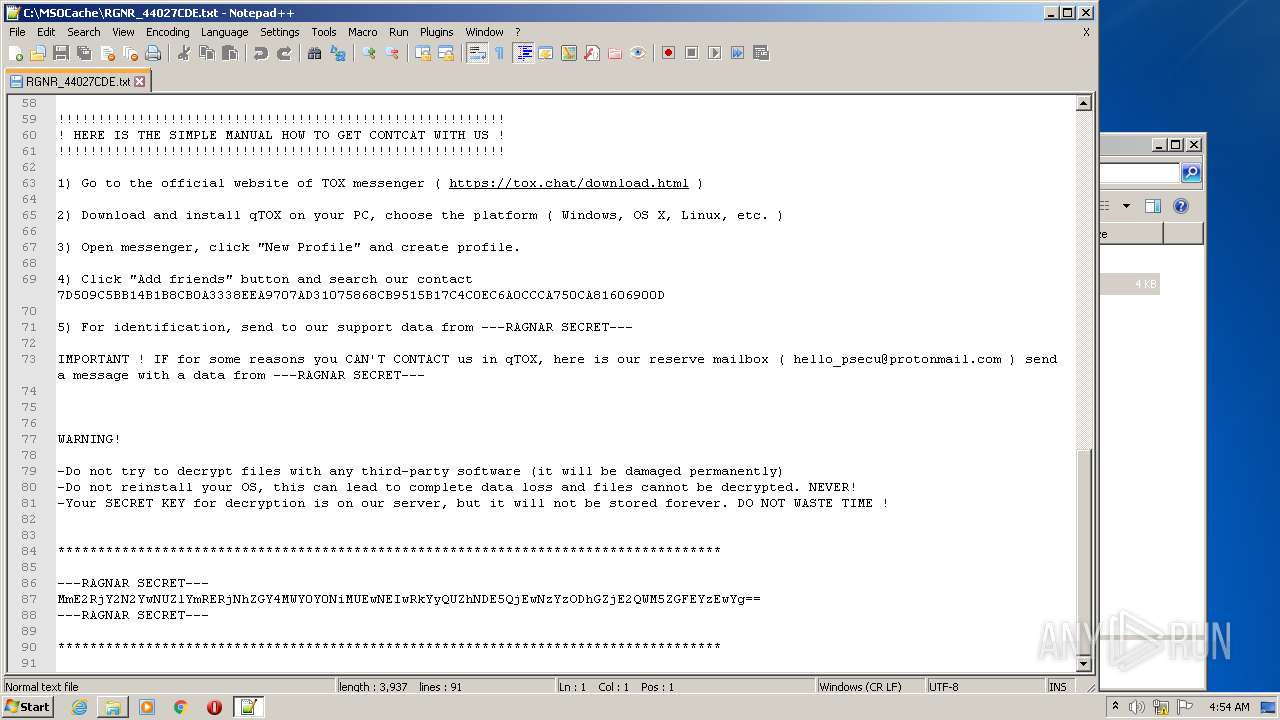 C:\MSOCache\RGNR_44027CDE.txt - Notepad++
File Edit Search View Encoding Language Settings Tools Macro Run Plugins Window ? X
RGNR_44027CDE.txt
58
59 !!!!!!!!!!!!!!!!!!!!!!!!!!!!!!!!!!!!!!!!!!!!!!!!!!!!!!!!
60 ! HERE IS THE SIMPLE MANUAL HOW TO GET CONTCAT WITH US !
61 !!!!!!!!!!!!!!!!!!!!!!!!!!!!!!!!!!!!!!!!!!!!!!!!!!!!!!!!
62
63 1) Go to the official website of TOX messenger ( https://tox.chat/download.html )
64
65 2) Download and install qTOX on your PC, choose the platform ( Windows, OS X, Linux, etc. )
66
67 3) Open messenger, click "New Profile" and create profile.
68
69 4) Click "Add friends" button and search our contact
7D509C5BB14B1B8CB0A3338EEA9707AD31075868CB9515B17C4C0EC6A0CCCA750CA81606900D
70
71 5) For identification, send to our support data from ---RAGNAR SECRET---
72
73 IMPORTANT ! IF for some reasons you CAN'T CONTACT us in qTOX, here is our reserve mailbox ( hello_psecu@protonmail.com ) send
a message with a data from ---RAGNAR SECRET---
74
75
76
77 WARNING!
78
79 -Do not try to decrypt files with any third-party software (it will be damaged permanently)
80 -Do not reinstall your OS, this can lead to complete data loss and files cannot be decrypted. NEVER!
81 -Your SECRET KEY for decryption is on our server, but it will not be stored forever. DO NOT WASTE TIME !
82
83
84 ***********************************************************************************
85
86 ---RAGNAR SECRET---
87 MmE2RjY2N2YwNUZlYmRERjNhZGY4MWY0Y0NiMUEwNEIwRkYyQUZhNDE5QjEwNzYzODhGZjE2QWM5ZGFEYzEwYg==
88 ---RAGNAR SECRET---
89
90 ***********************************************************************************
91
Normal text file length : 3,937 lines : 91 Ln : 1 Col : 1 Pos : 1 Windows (CR LF) UTF-8 INS
4 KB
ANY RUN
Start 4:54 AM